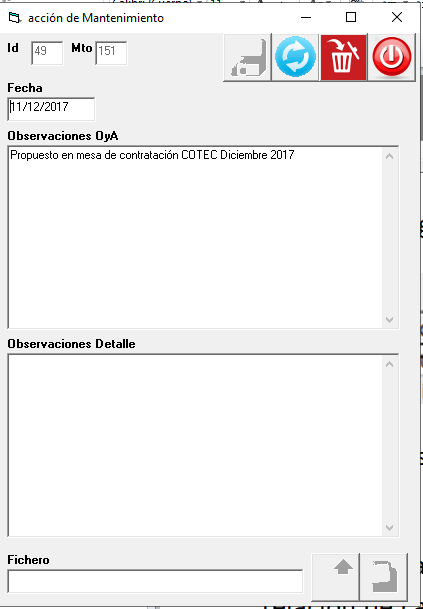 acción de Mantenimiento
Id 49 Mto 151
Fecha
11/12/2017
Observaciones OyA
Propuesto en mesa de contratación COTEC Diciembre 2017
Observaciones Detalle
Fichero